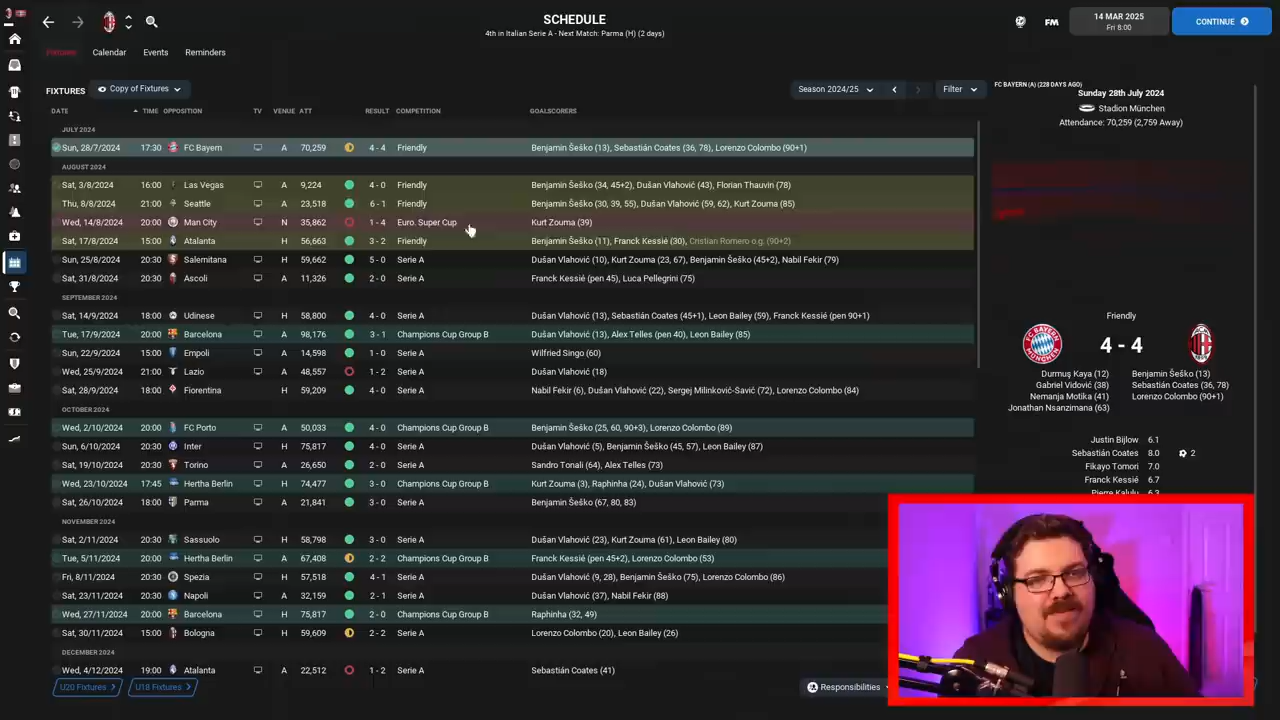 SCHEDULE
4th in Italian Serie A - Next Match: Parma (H) (2 days)
FM
14 MAR 2025
Fri 8:00
CONTINUE
Fixtures
Calendar
Events
Reminders
FIXTURES
Copy of Fixtures
Season 2024/25
Filter
DATE TIME OPPOSITION TV VENUE ATT RESULT COMPETITION GOALSCORERS
JULY 2024
Sun, 28/7/2024 17:30 FC Bayern A 70,259 4 - 4 Friendly Benjamin Šeško (13), Sebastián Coates (36, 78), Lorenzo Colombo (90+1)
AUGUST 2024
Sat, 3/8/2024 16:00 Las Vegas A 9,224 4 - 0 Friendly Benjamin Šeško (34, 45+2), Dušan Vlahović (43), Florian Thauvin (78)
Thu, 8/8/2024 21:00 Seattle A 23,518 6 - 1 Friendly Benjamin Šeško (30, 39, 55), Dušan Vlahović (59, 62), Kurt Zouma (85)
Wed, 14/8/2024 20:00 Man City N 35,862 1 - 4 Euro. Super Cup Kurt Zouma (39)
Sat, 17/8/2024 15:00 Atalanta H 56,663 3 - 2 Friendly Benjamin Šeško (11), Franck Kessié (30), Cristian Romero o.g. (90+2)
Sun, 25/8/2024 20:30 Salernitana H 59,662 5 - 0 Serie A Dušan Vlahović (10), Kurt Zouma (23, 67), Benjamin Šeško (45+2), Nabil Fekir (79)
Sat, 31/8/2024 20:30 Ascoli A 11,326 2 - 0 Serie A Franck Kessié (pen 45), Luca Pellegrini (75)
SEPTEMBER 2024
Sat, 14/9/2024 18:00 Udinese H 58,800 4 - 0 Serie A Dušan Vlahović (13), Sebastián Coates (45+1), Leon Bailey (59), Franck Kessié (pen 90+1)
Tue, 17/9/2024 20:00 Barcelona A 98,176 3 - 1 Champions Cup Group B Dušan Vlahović (13), Alex Telles (pen 40), Leon Bailey (85)
Sun, 22/9/2024 15:00 Empoli A 14,598 1 - 0 Serie A Wilfried Singo (60)
Wed, 25/9/2024 21:00 Lazio A 48,557 1 - 2 Serie A Dušan Vlahović (18)
Sat, 28/9/2024 18:00 Fiorentina H 59,209 4 - 0 Serie A Nabil Fekir (6), Dušan Vlahović (22), Sergej Milinković-Savić (72), Lorenzo Colombo (84)
OCTOBER 2024
Wed, 2/10/2024 20:00 FC Porto A 50,033 4 - 0 Champions Cup Group B Benjamin Šeško (25, 60, 90+3), Lorenzo Colombo (89)
Sun, 6/10/2024 20:30 Inter H 75,817 4 - 0 Serie A Dušan Vlahović (5), Benjamin Šeško (45, 57), Leon Bailey (87)
Sat, 19/10/2024 20:30 Torino A 26,650 2 - 0 Serie A Sandro Tonali (64), Alex Telles (73)
Wed, 23/10/2024 17:45 Hertha Berlin H 74,477 3 - 0 Champions Cup Group B Kurt Zouma (3), Raphinha (24), Dušan Vlahović (73)
Sat, 26/10/2024 18:00 Parma A 21,841 3 - 0 Serie A Benjamin Šeško (67, 80, 83)
NOVEMBER 2024
Sat, 2/11/2024 20:30 Sassuolo H 58,798 3 - 0 Serie A Dušan Vlahović (23), Kurt Zouma (61), Leon Bailey (80)
Tue, 5/11/2024 20:00 Hertha Berlin A 67,408 2 - 2 Champions Cup Group B Franck Kessié (pen 45+2), Lorenzo Colombo (53)
Fri, 8/11/2024 20:30 Spezia H 57,518 4 - 1 Serie A Dušan Vlahović (9, 28), Benjamin Šeško (75), Lorenzo Colombo (86)
Sat, 23/11/2024 20:30 Napoli A 32,159 2 - 1 Serie A Dušan Vlahović (37), Nabil Fekir (88)
Wed, 27/11/2024 20:00 Barcelona H 75,817 2 - 0 Champions Cup Group B Raphinha (32, 49)
Sat, 30/11/2024 15:00 Bologna H 59,609 2 - 2 Serie A Lorenzo Colombo (20), Leon Bailey (26)
DECEMBER 2024
Wed, 4/12/2024 19:00 Atalanta A 22,512 1 - 2 Serie A Sebastián Coates (41)
U20 Fixtures
U18 Fixtures
Responsibilities
FC BAYERN (A) (228 DAYS AGO)
Sunday 28th July 2024
Stadion München
Attendance: 70,259 (2,759 Away)
Friendly
4 - 4
Durmuş Kaya (12) Benjamin Šeško (13)
Gabriel Vidović (38) Sebastián Coates (36, 78)
Nemanja Motika (41) Lorenzo Colombo (90+1)
Jonathan Nsanzimana (63)
Justin Bijlow 6.1
Sebastián Coates 8.0 2
Fikayo Tomori 7.0
Franck Kessié 6.7
Pierre Kalulu 6.3